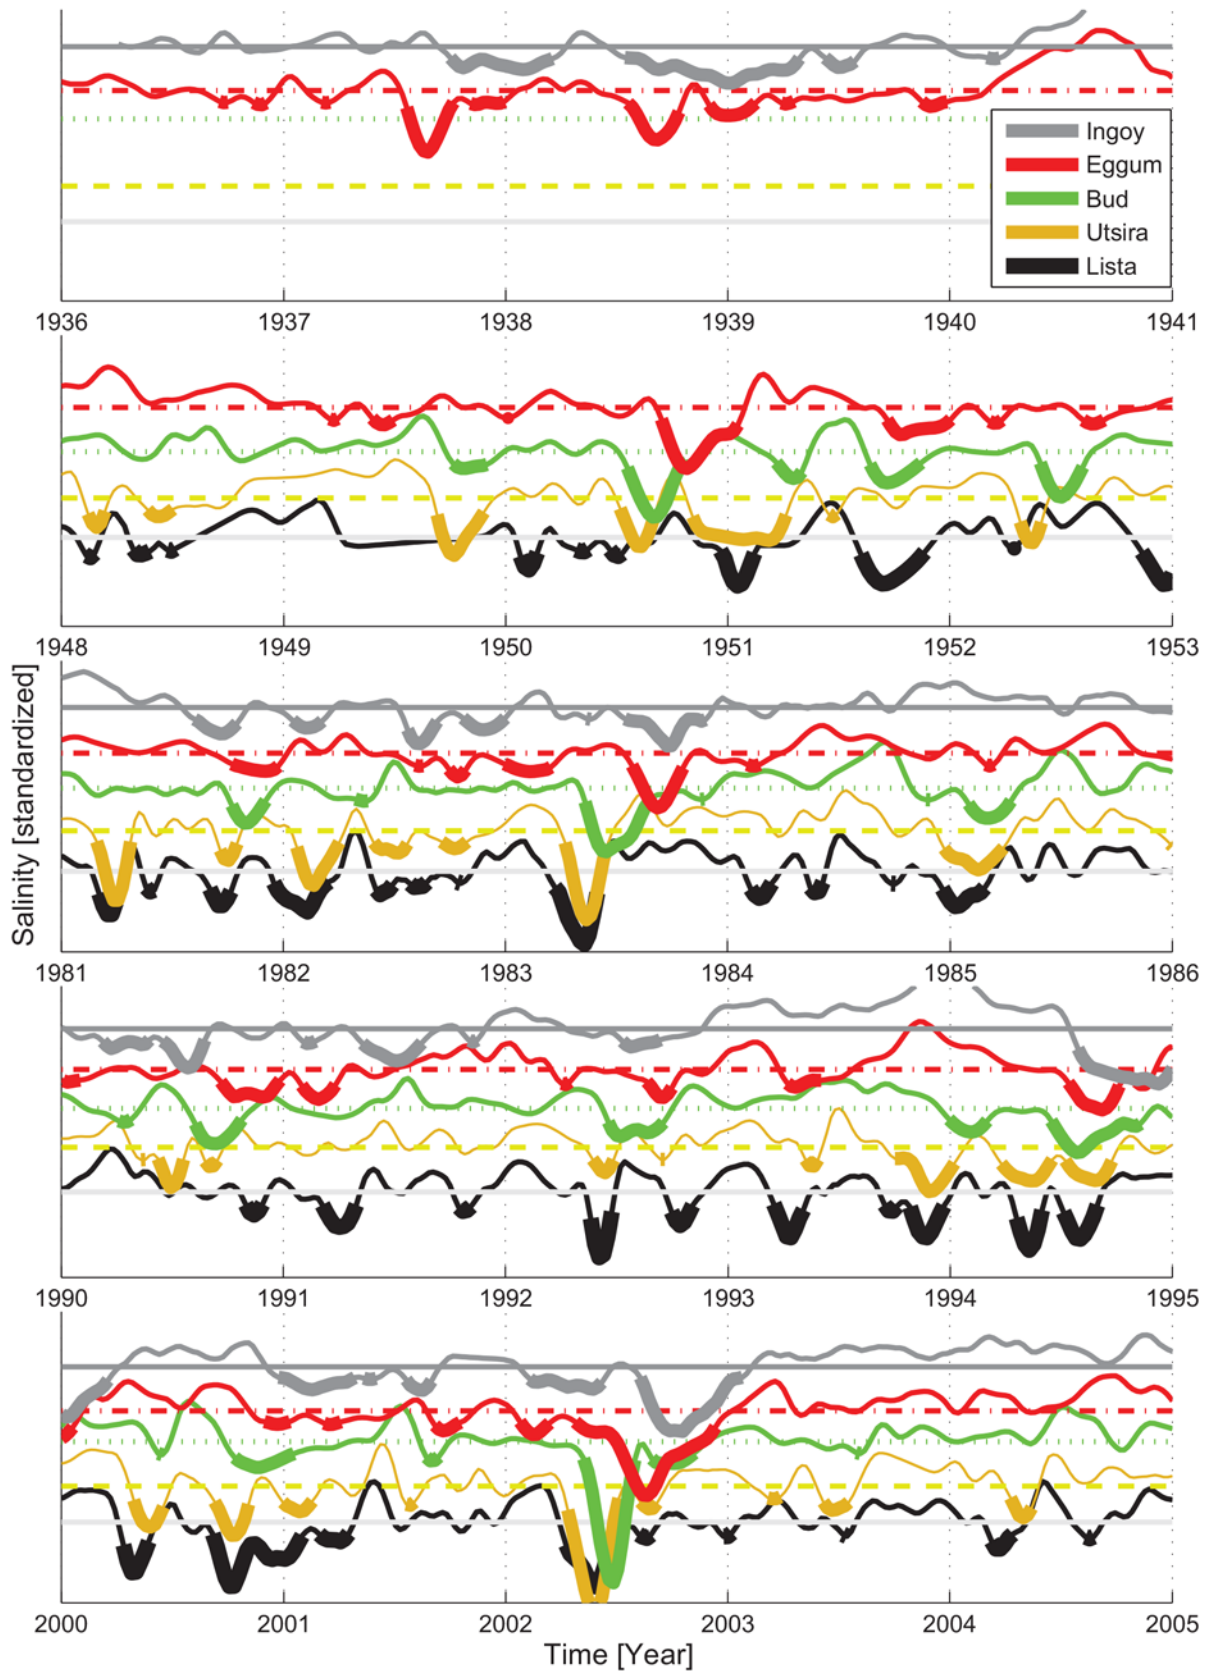 Ingoy
Eggum
Bud
Utsira
Lista
1936 1937 1938 1939 1940 1941
1948 1949 1950 1951 1952 1953
Salinity [standardized]
1981 1982 1983 1984 1985 1986
1990 1991 1992 1993 1994 1995
2000 2001 2002 2003 2004 2005
Time [Year]